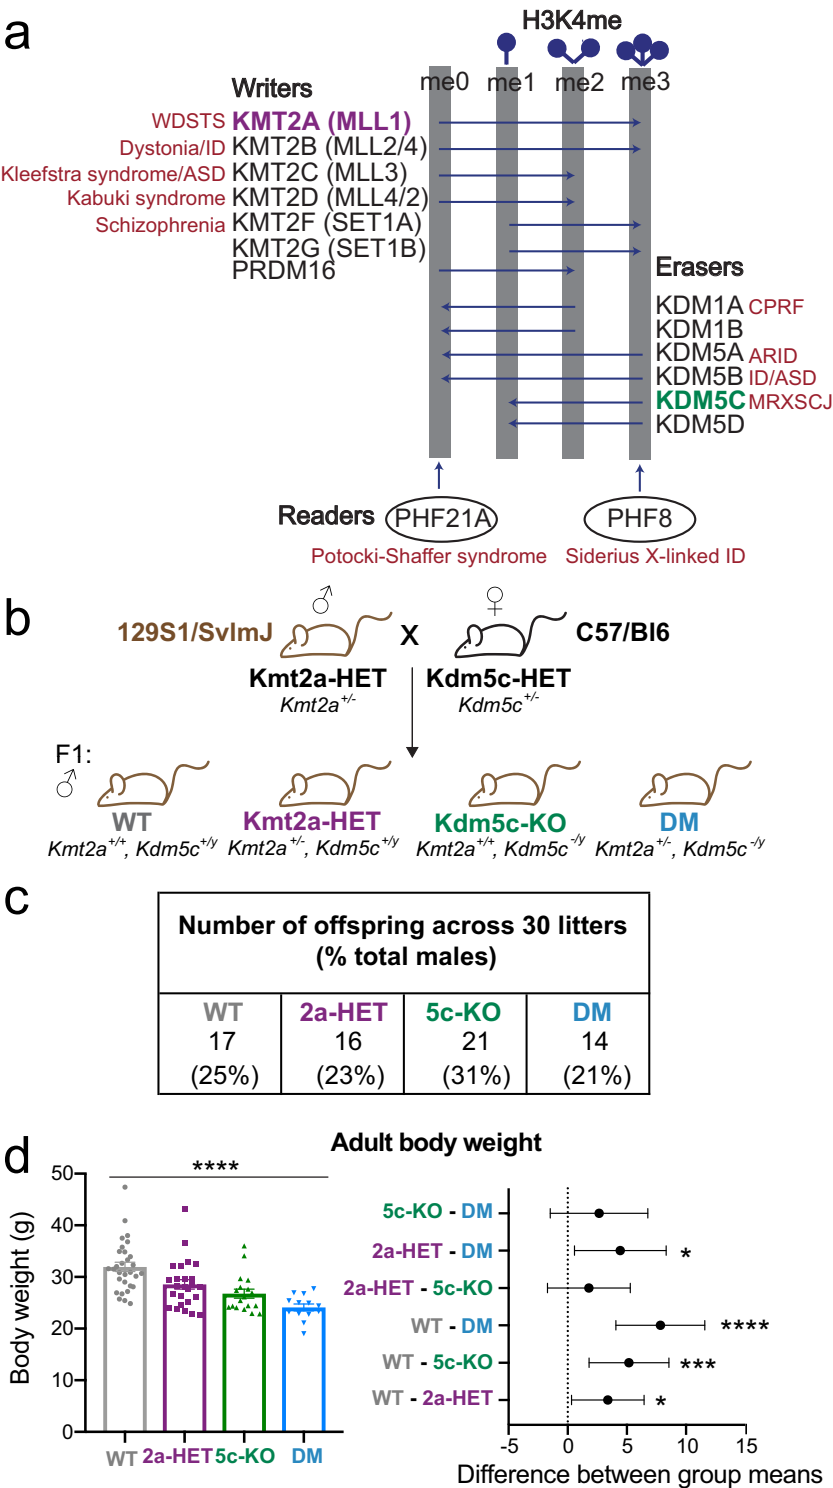 a
H3K4me
me0 me1 me2 me3
Writers
WDSTS KMT2A (MLL1)
Dystonia/ID KMT2B (MLL2/4)
Kleefstra syndrome/ASD KMT2C (MLL3)
Kabuki syndrome KMT2D (MLL4/2)
Schizophrenia KMT2F (SET1A)
KMT2G (SET1B)
PRDM16
Erasers
KDM1A CPRF
KDM1B
KDM5A ARID
KDM5B ID/ASD
KDM5C MRXSCJ
KDM5D
Readers PHF21A PHF8
Potocki-Shaffer syndrome Siderius X-linked ID
b
♂ ♀
129S1/SvImJ x C57/Bl6
Kmt2a-HET Kdm5c-HET
Kmt2a+/- Kdm5c+/-
F1:
♂
WT Kmt2a-HET Kdm5c-KO DM
Kmt2a+/+, Kdm5c+/y Kmt2a+/-, Kdm5c+/y Kmt2a+/+, Kdm5c-/y Kmt2a+/-, Kdm5c-/y
c
Number of offspring across 30 litters
(% total males)
WT 2a-HET 5c-KO DM
17 16 21 14
(25%) (23%) (31%) (21%)
d
Adult body weight
Body weight (g)
50
40
30
20
10
0
****
WT 2a-HET 5c-KO DM
5c-KO - DM
2a-HET - DM *
2a-HET - 5c-KO
WT - DM ****
WT - 5c-KO ***
WT - 2a-HET *
-5 0 5 10 15
Difference between group means